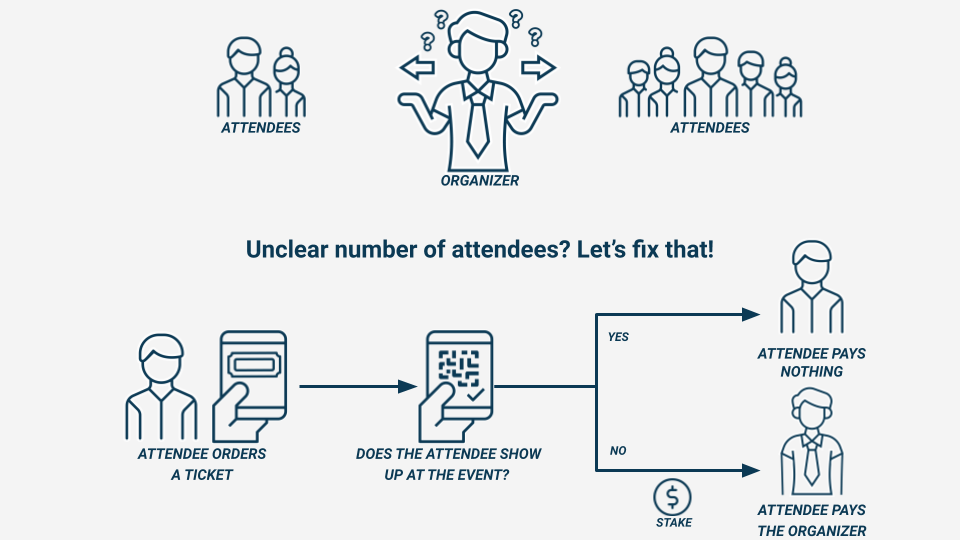 ATTENDEES
ORGANIZER
ATTENDEES
Unclear number of attendees? Let’s fix that!
ATTENDEE ORDERS
A TICKET
DOES THE ATTENDEE SHOW
UP AT THE EVENT?
YES
ATTENDEE PAYS
NOTHING
NO
STAKE
ATTENDEE PAYS
THE ORGANIZER